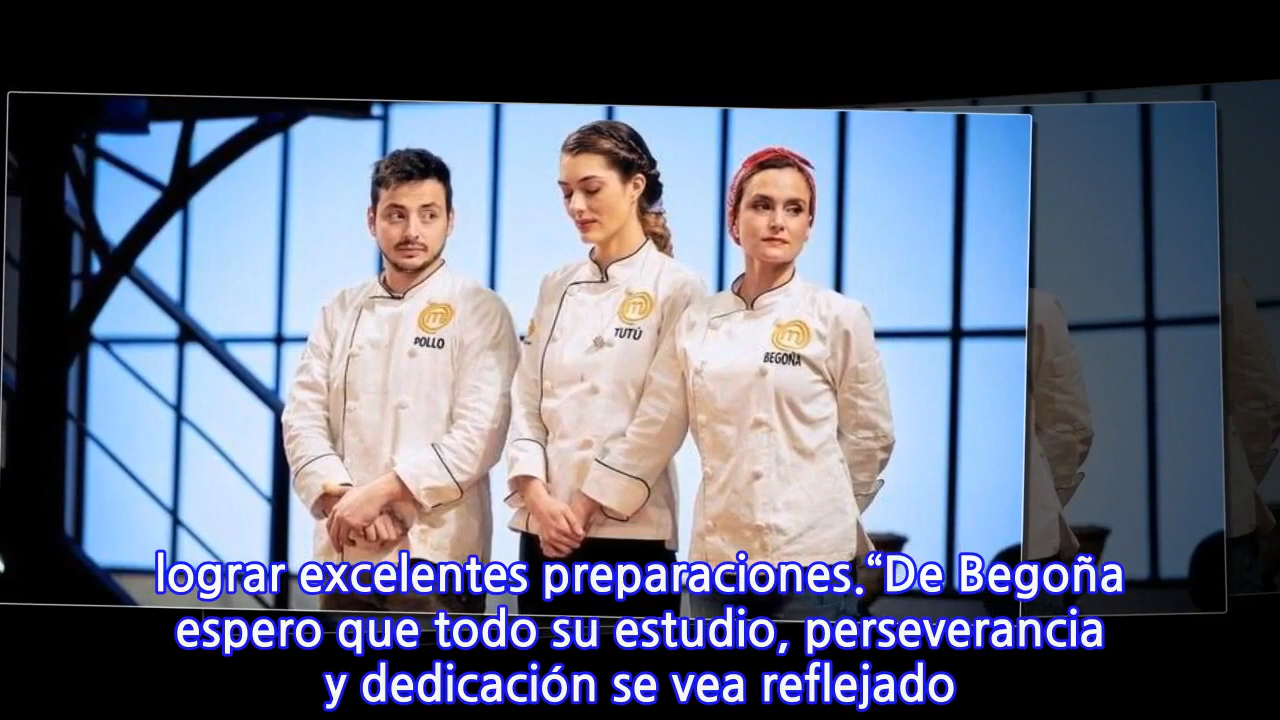 POLLO
TUTÚ
BEGOÑA
lograr excelentes preparaciones.“De Begoña
espero que todo su estudio, perseverancia
y dedicación se vea reflejado